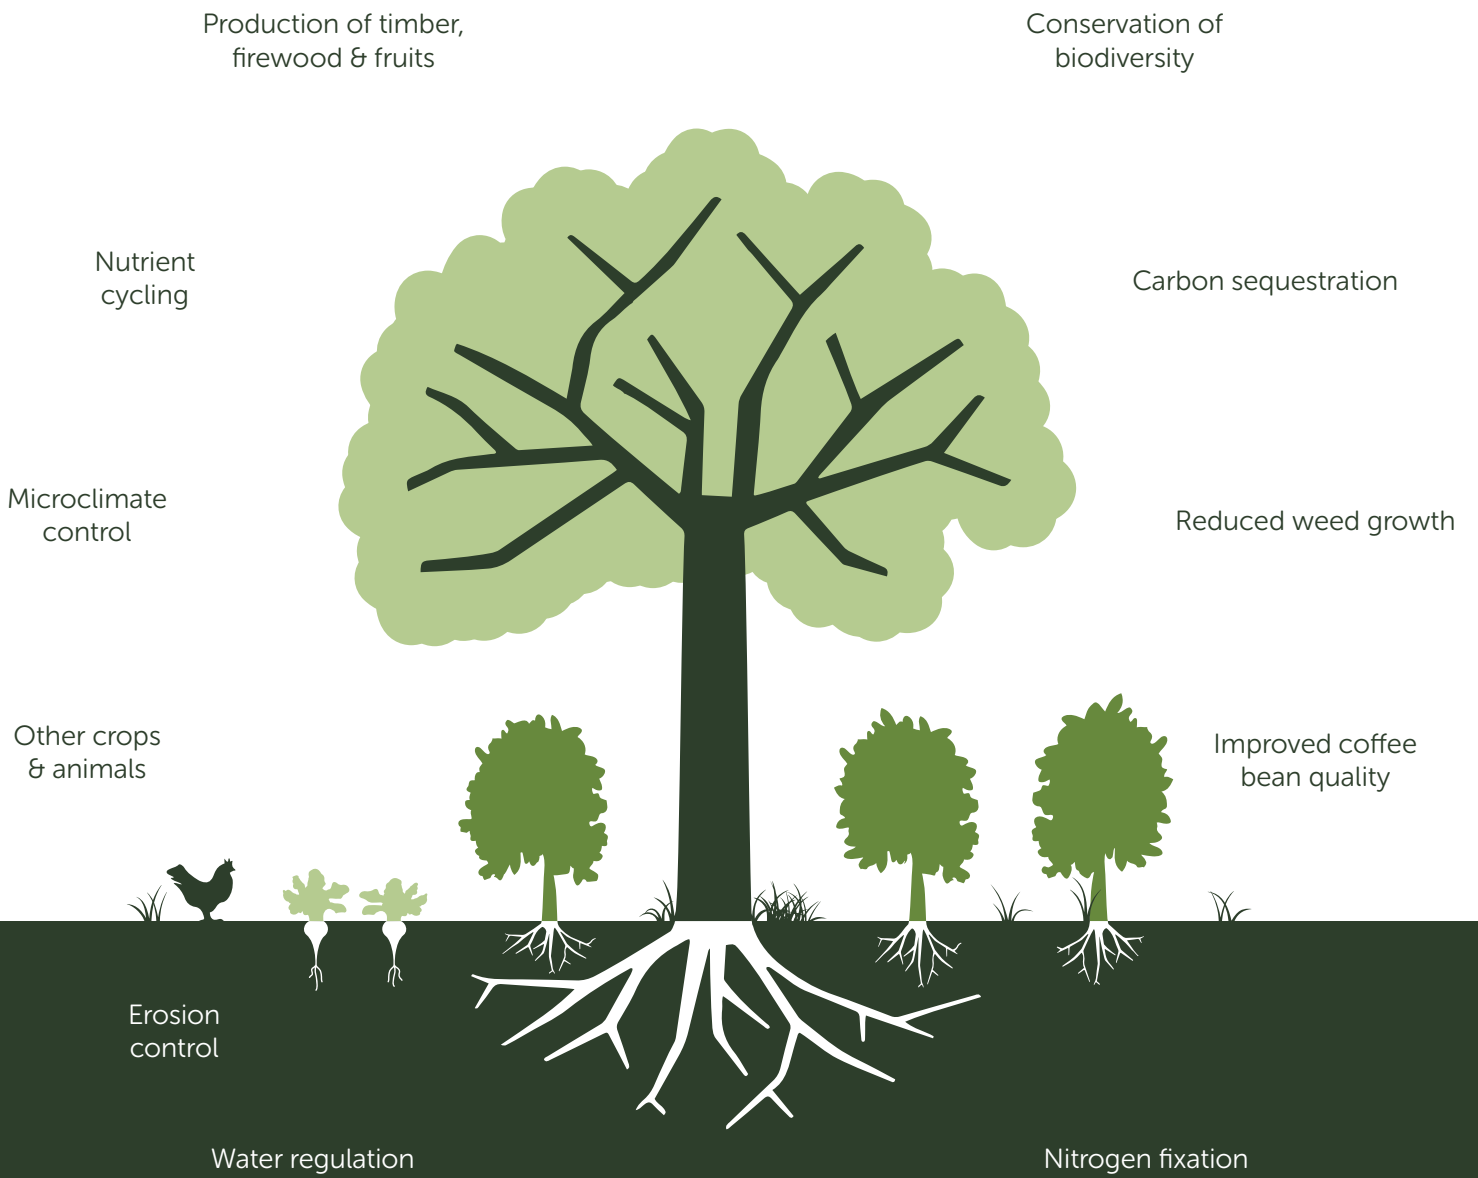 Production of timber,
firewood & fruits
Conservation of
biodiversity
Nutrient
cycling
Carbon sequestration
Microclimate
control
Reduced weed growth
Other crops
& animals
Improved coffee
bean quality
Erosion
control
Water regulation
Nitrogen fixation